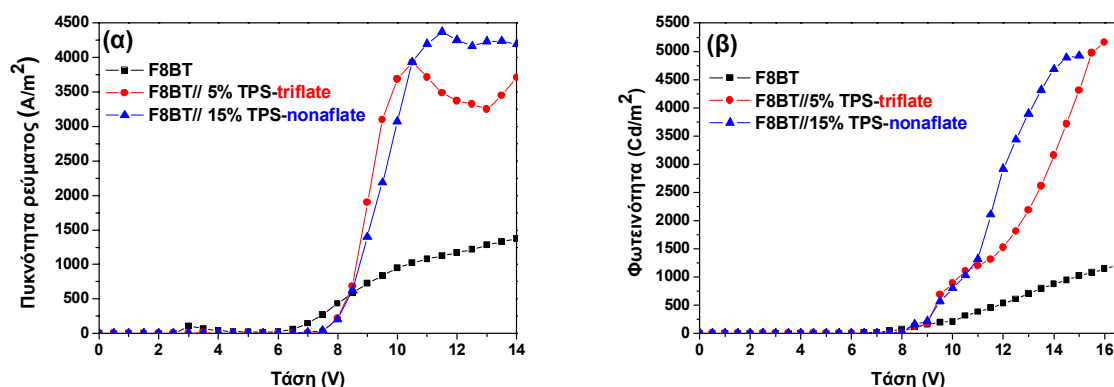 (α)
F8BT
F8BT// 5% TPS-triflate
F8BT// 15% TPS-nonaflate
Πυκνότητα ρεύματος (A/m²)
4500
4000
3500
3000
2500
2000
1500
1000
500
0
0 2 4 6 8 10 12 14
Τάση (V)
(β)
F8BT
F8BT//5% TPS-triflate
F8BT//15% TPS-nonaflate
Φωτεινότητα (Cd/m²)
5500
5000
4500
4000
3500
3000
2500
2000
1500
1000
500
0
0 2 4 6 8 10 12 14 16
Τάση (V)